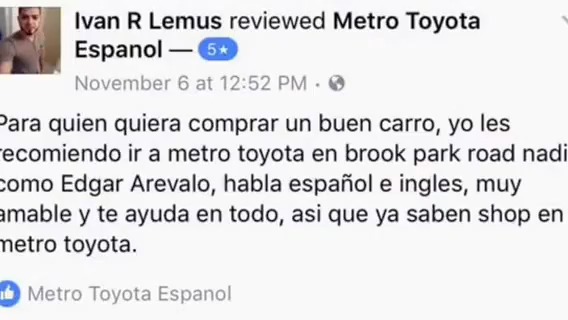 Ivan R Lemus reviewed Metro Toyota
Espanol — 5★
November 6 at 12:52 PM ·
Para quien quiera comprar un buen carro, yo les
recomiendo ir a metro toyota en brook park road nadi
como Edgar Arevalo, habla español e ingles, muy
amable y te ayuda en todo, asi que ya saben shop en
metro toyota.
Metro Toyota Espanol